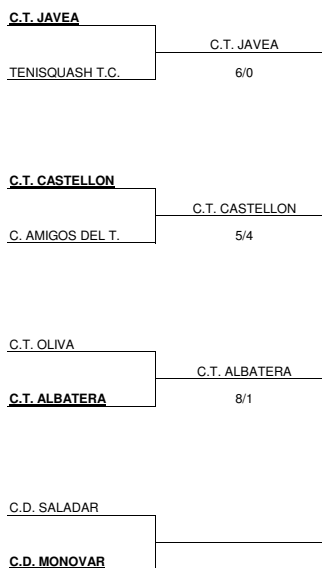 C.T. JAVEA
C.T. JAVEA
TENISQUASH T.C.
6/0
C.T. CASTELLON
C.T. CASTELLON
C. AMIGOS DEL T.
5/4
C.T. OLIVA
C.T. ALBATERA
C.T. ALBATERA
8/1
C.D. SALADAR
C.D. MONOVAR